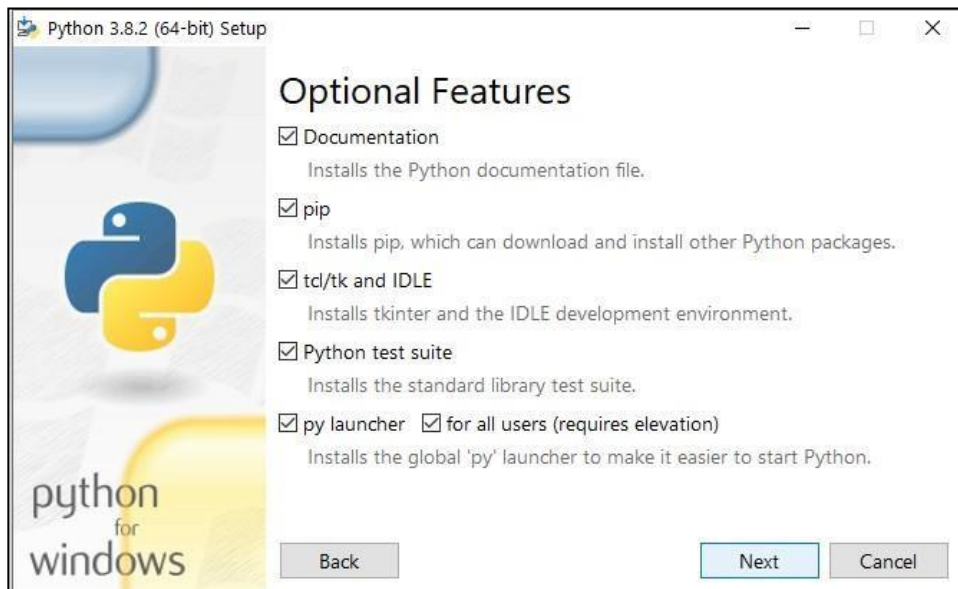 Python 3.8.2 (64-bit) Setup
Optional Features
Documentation
Installs the Python documentation file.
pip
Installs pip, which can download and install other Python packages.
tcl/tk and IDLE
Installs tkinter and the IDLE development environment.
Python test suite
Installs the standard library test suite.
py launcher for all users (requires elevation)
Installs the global 'py' launcher to make it easier to start Python.
python
for
windows
Back Next Cancel